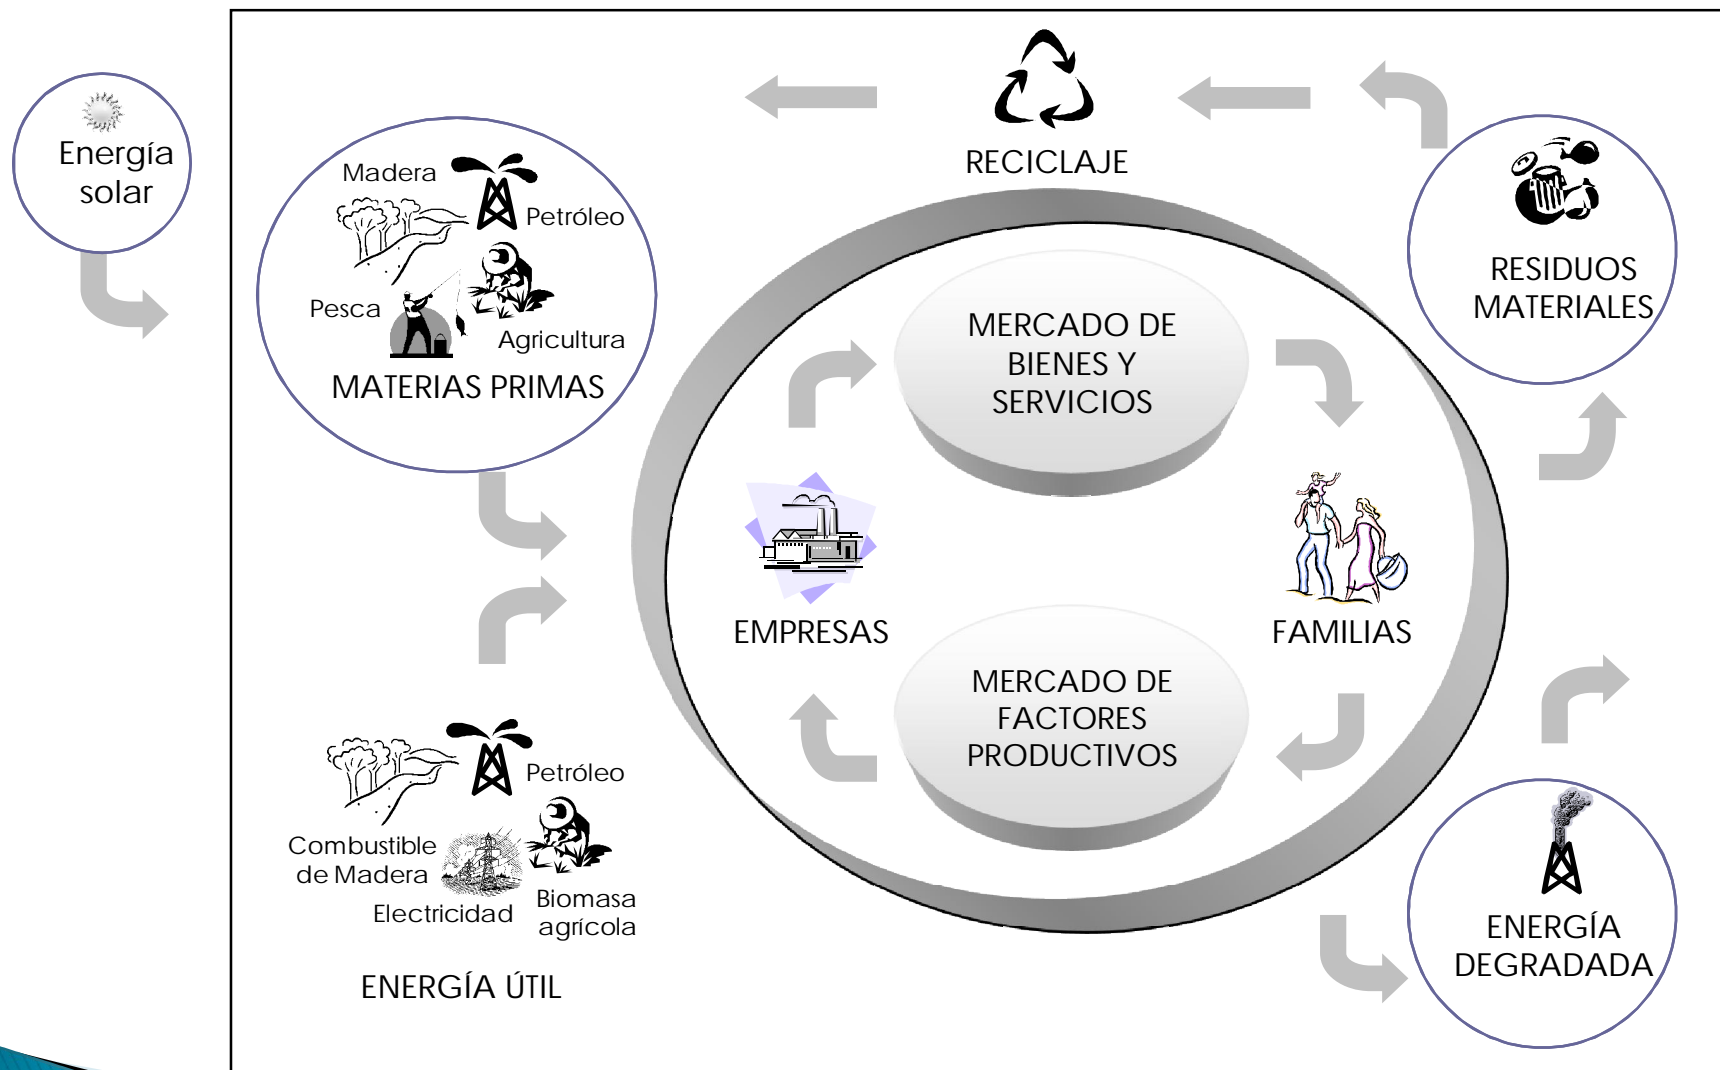 Energía
solar
Madera
Petróleo
Pesca
Agricultura
MATERIAS PRIMAS
RECICLAJE
RESIDUOS
MATERIALES
MERCADO DE
BIENES Y
SERVICIOS
EMPRESAS
FAMILIAS
MERCADO DE
FACTORES
PRODUCTIVOS
Petróleo
Combustible
de Madera
Electricidad
Biomasa
agrícola
ENERGÍA ÚTIL
ENERGÍA
DEGRADADA